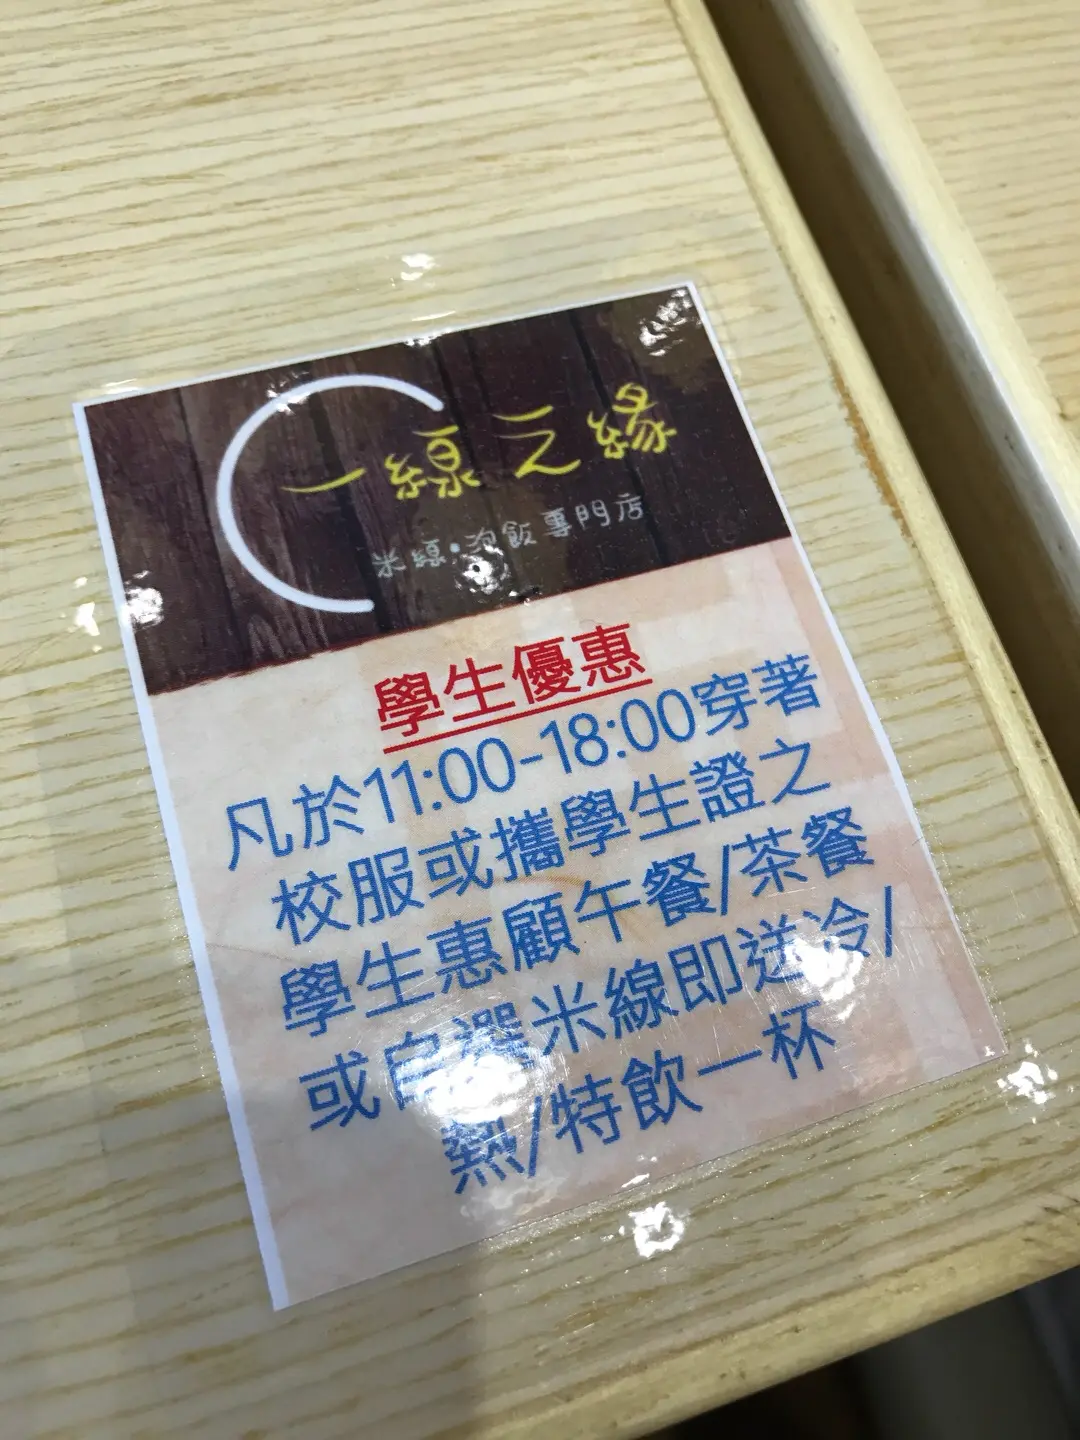 一線之緣
米線•泡飯專門店
學生優惠
凡於11:00-18:00穿著
校服或攜學生證之
學生惠顧午餐/茶餐
或自選米線即送冷/
熱/特飲一杯